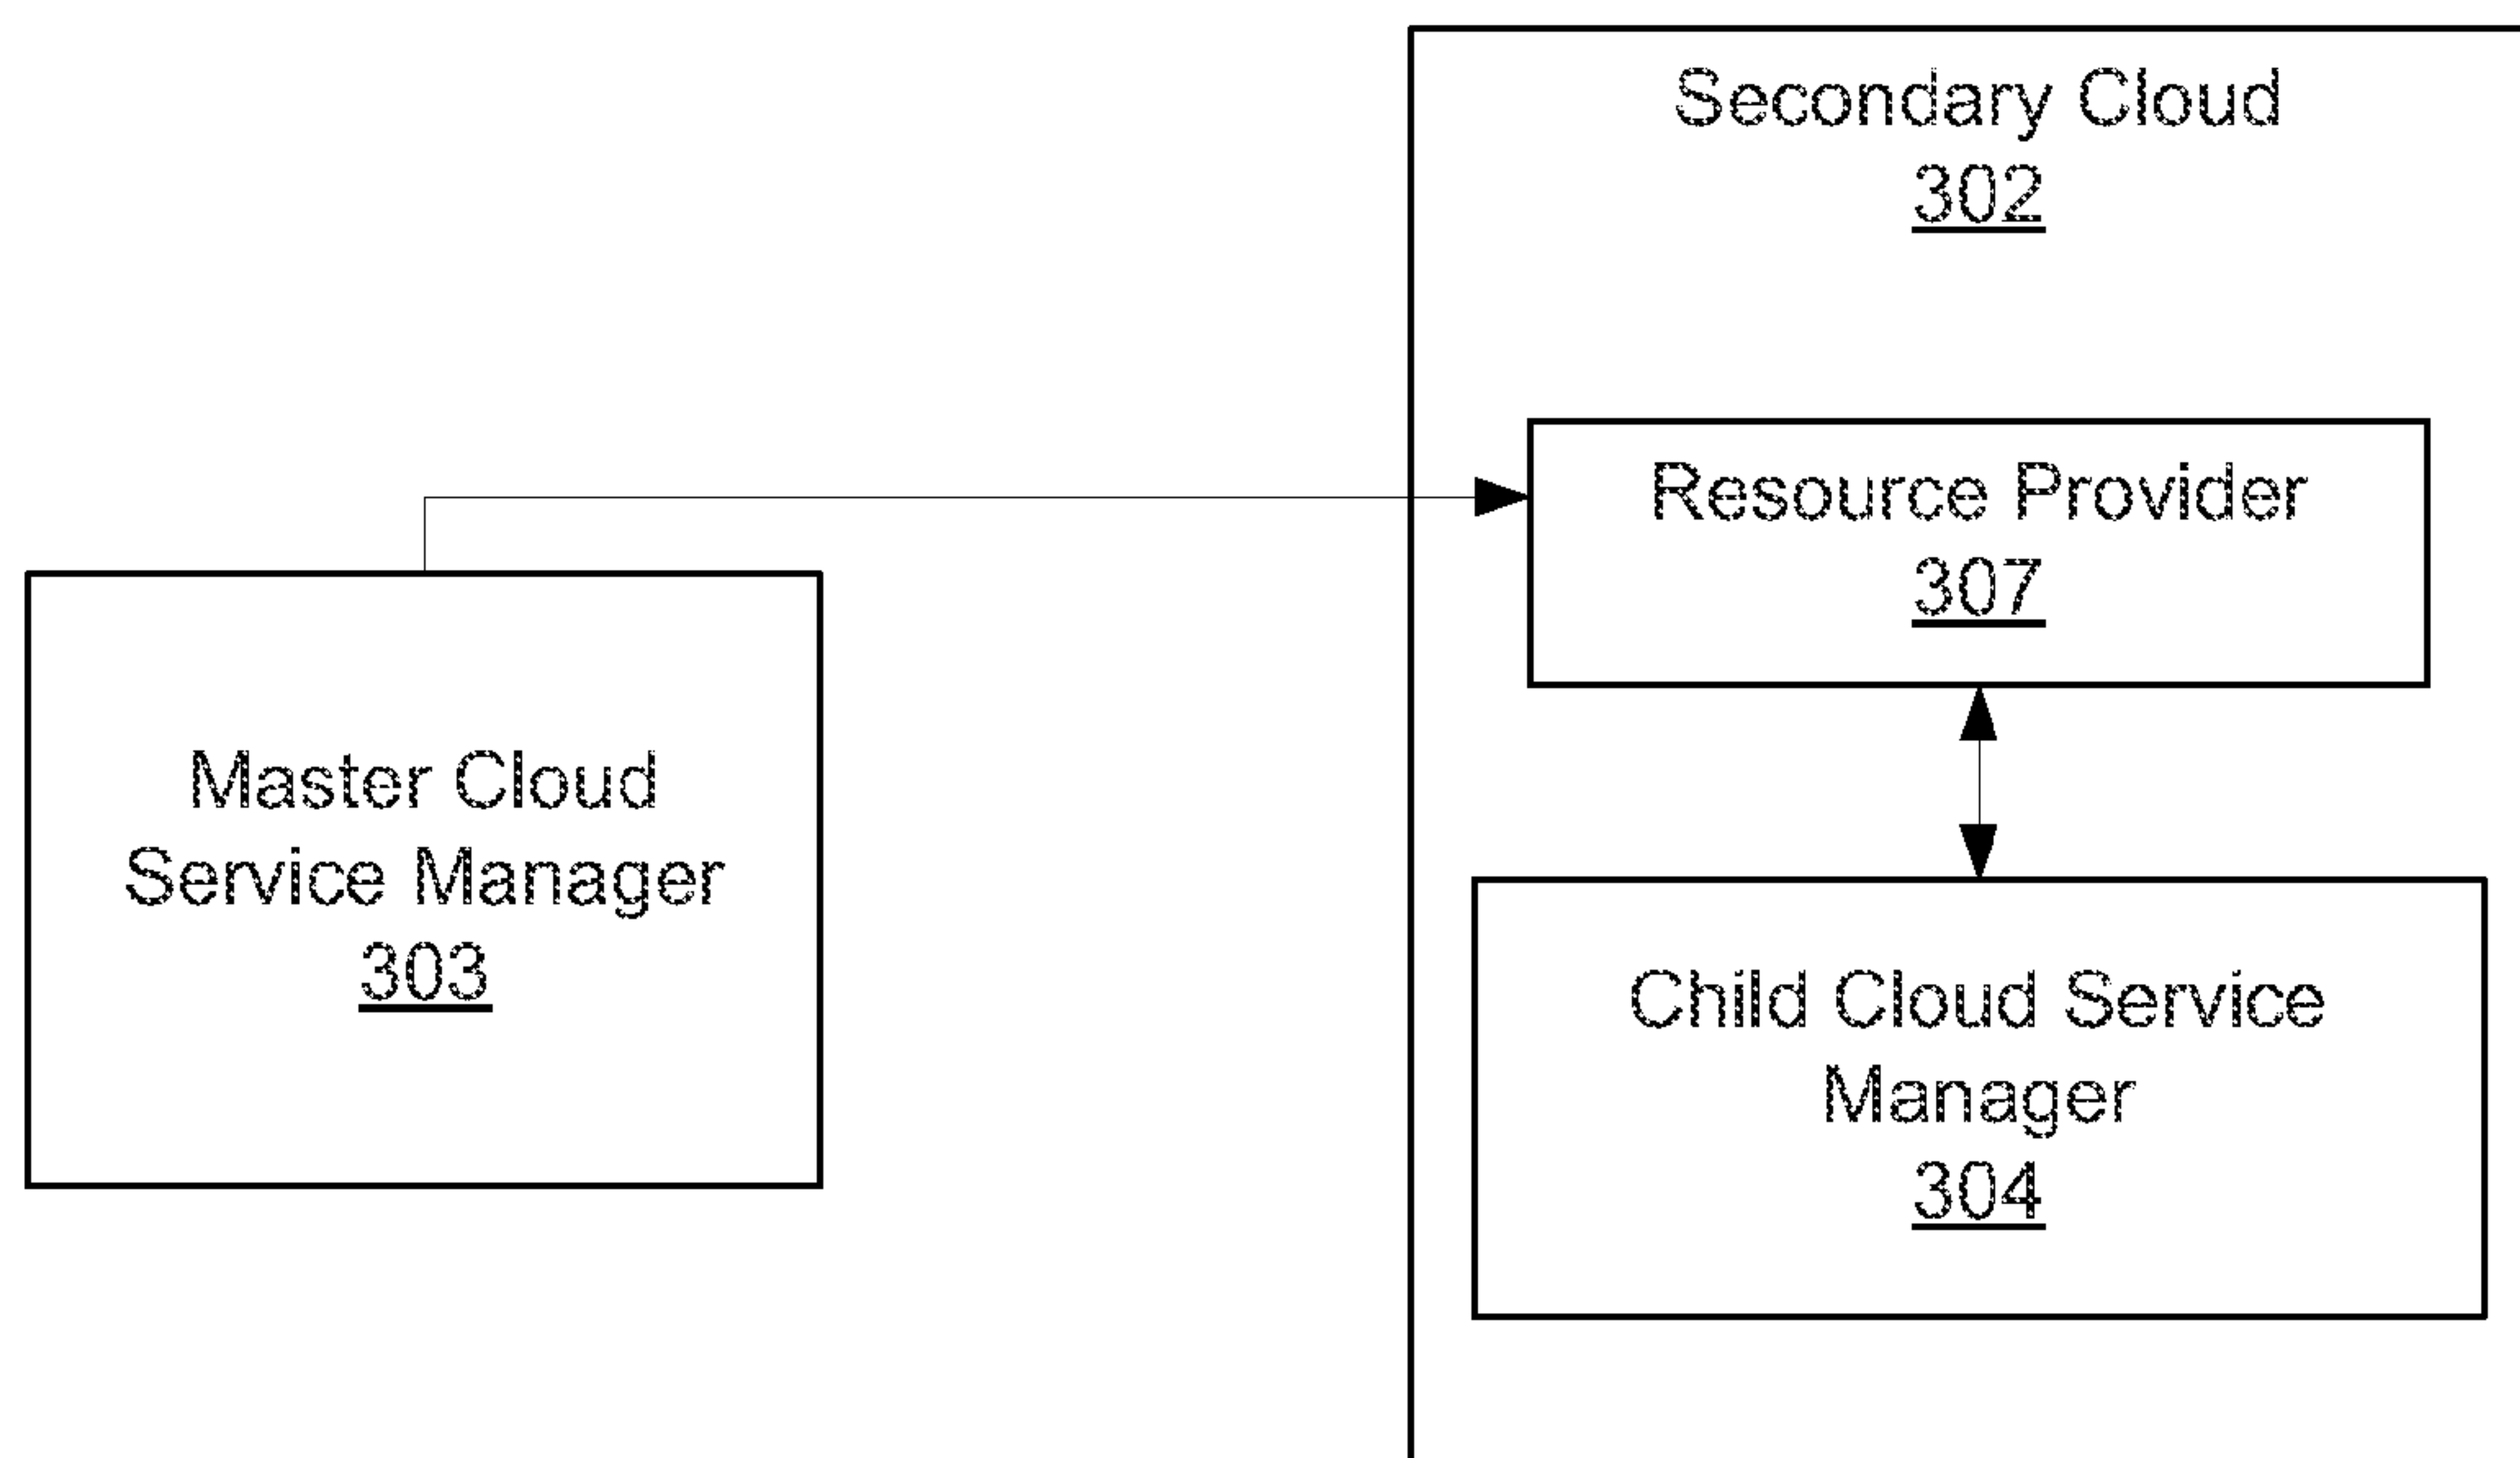 Secondary Cloud
302
Resource Provider
307
Master Cloud
Service Manager
303
Child Cloud Service
Manager
304